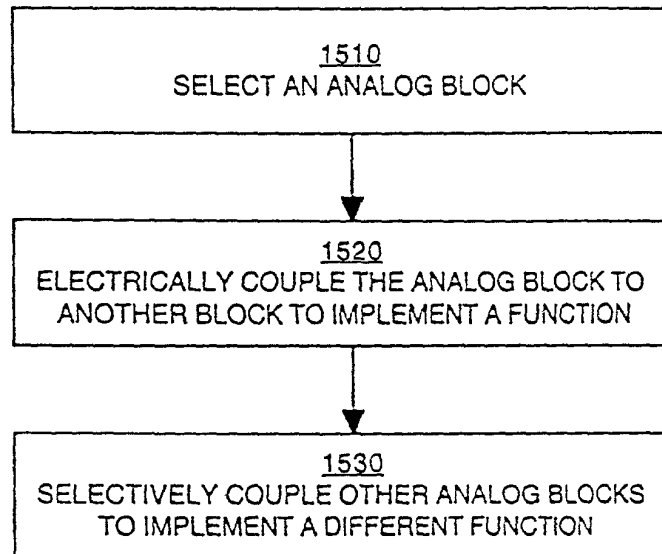 1510
SELECT AN ANALOG BLOCK
1520
ELECTRICALLY COUPLE THE ANALOG BLOCK TO
ANOTHER BLOCK TO IMPLEMENT A FUNCTION
1530
SELECTIVELY COUPLE OTHER ANALOG BLOCKS
TO IMPLEMENT A DIFFERENT FUNCTION